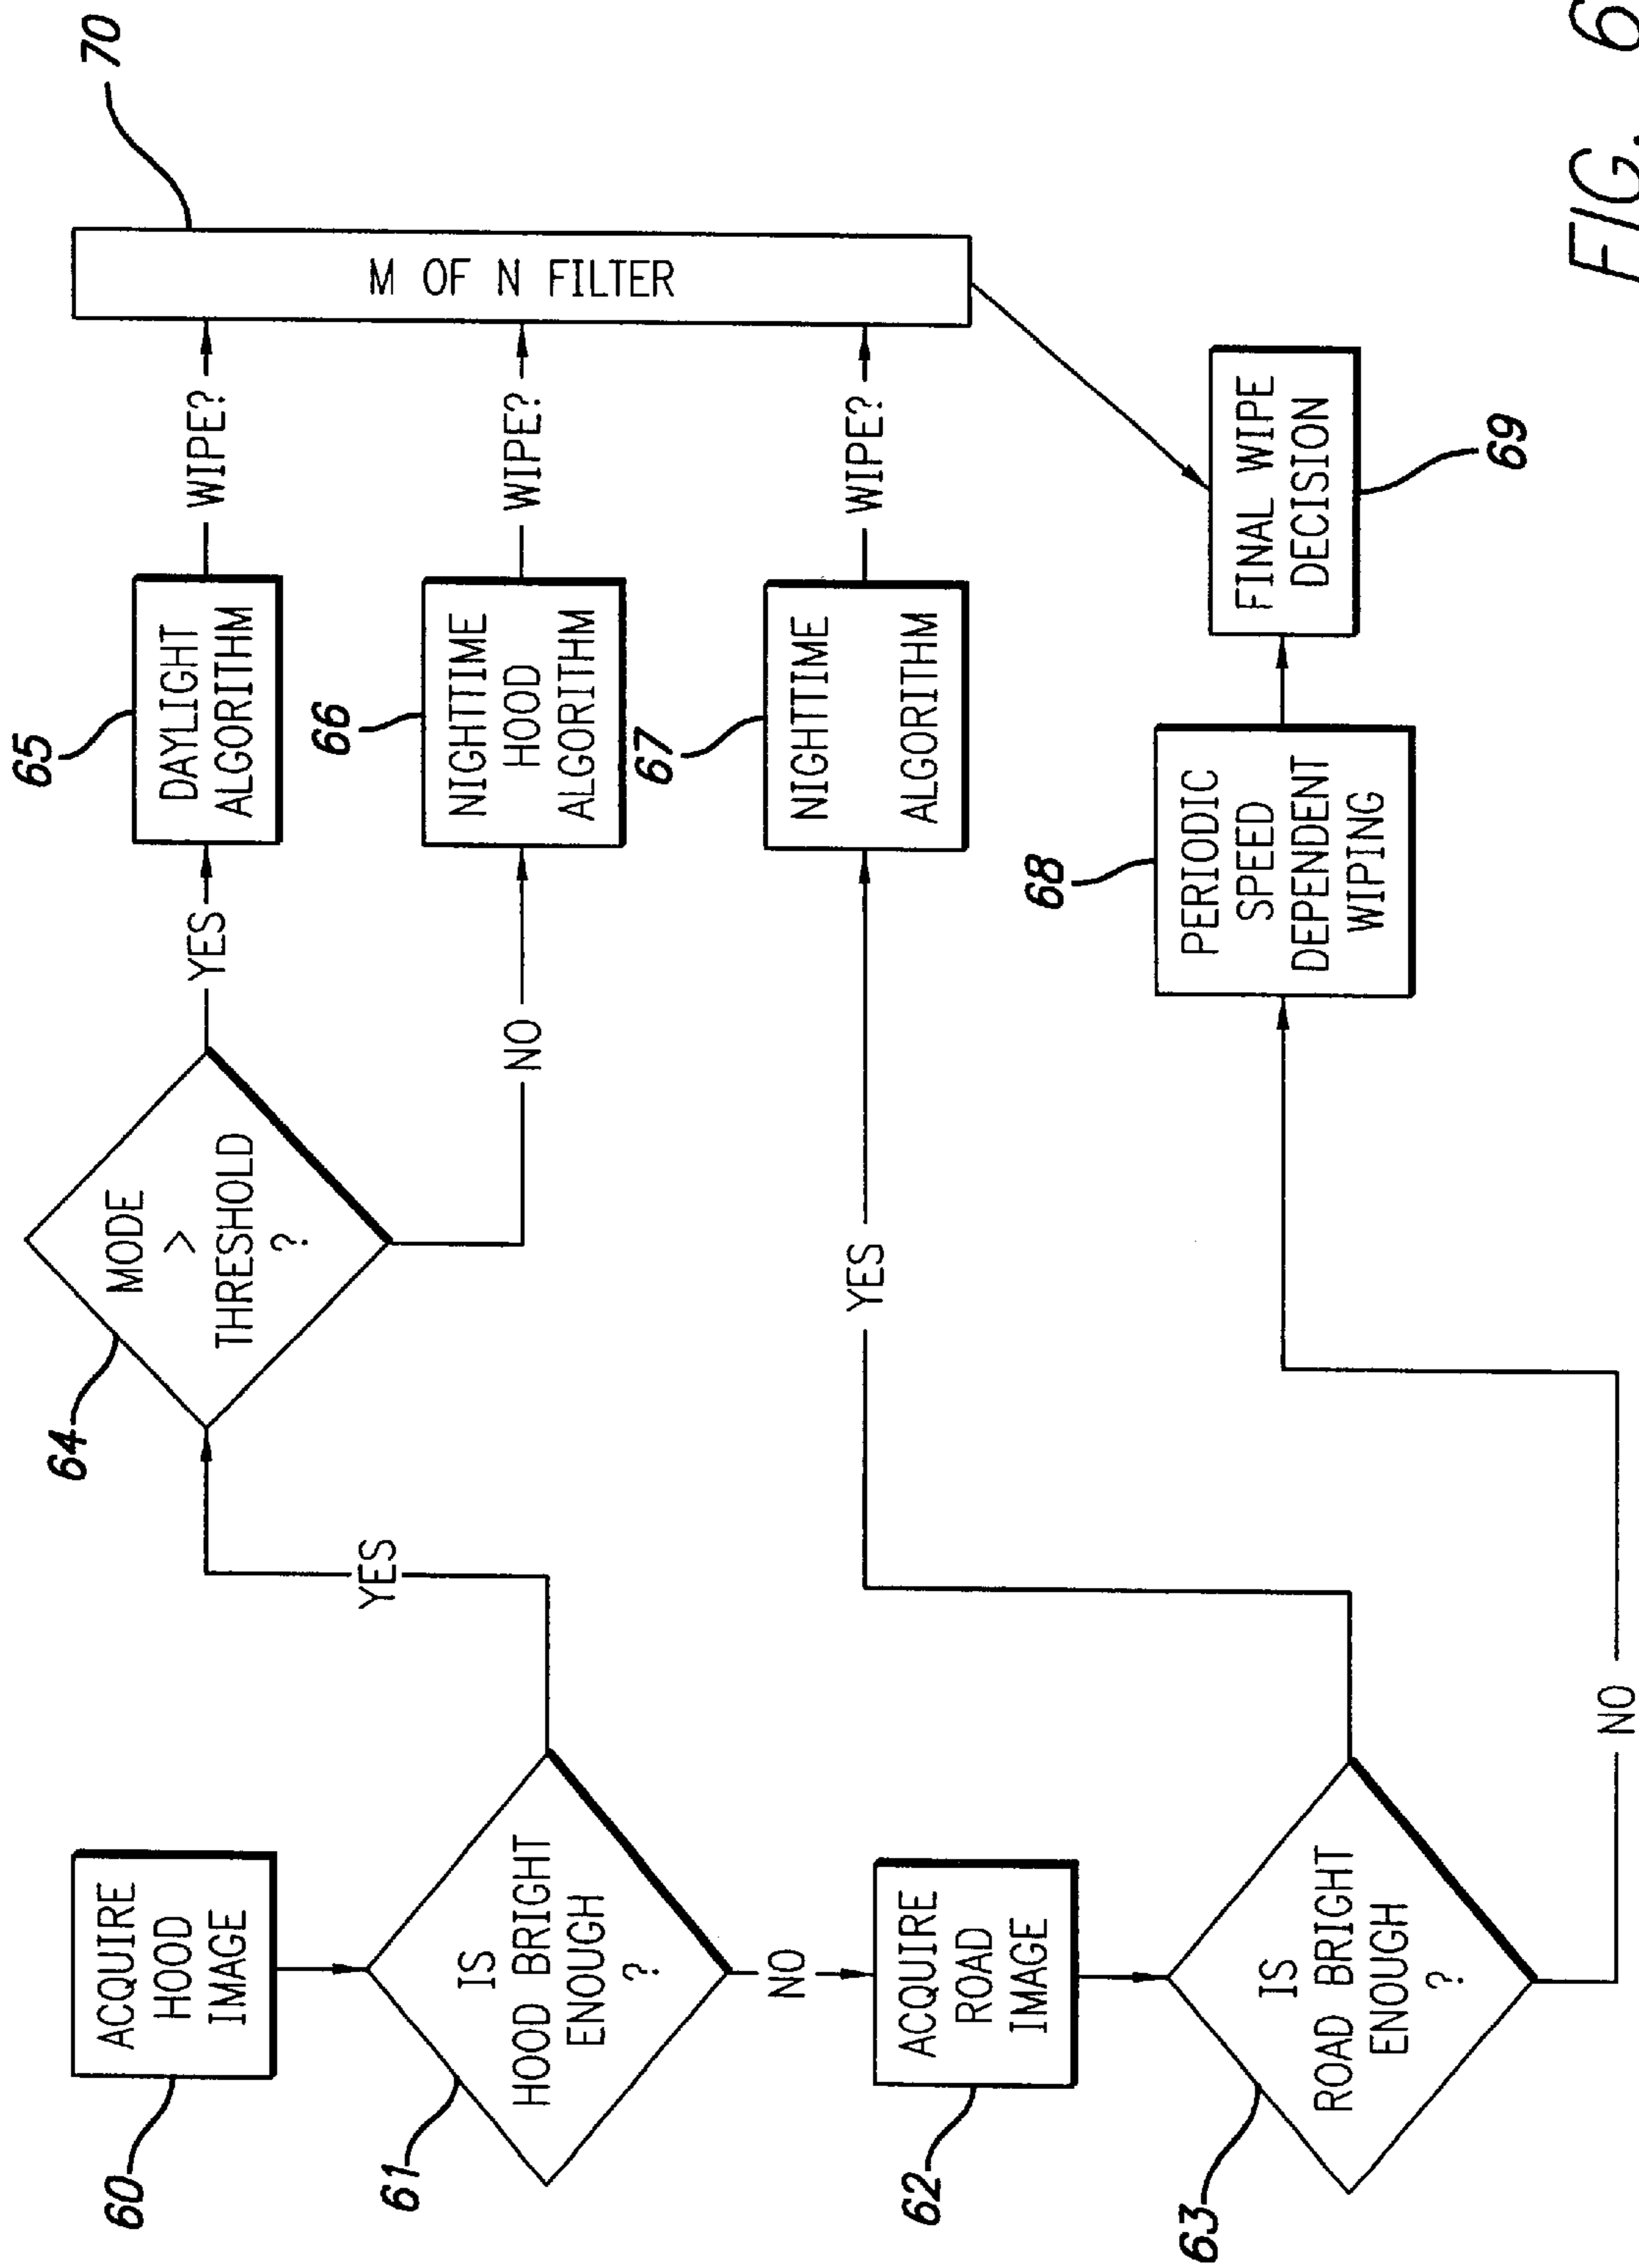 60
ACQUIRE
HOOD
IMAGE
61
IS
HOOD BRIGHT
ENOUGH
?
YES
NO
62
ACQUIRE
ROAD
IMAGE
63
IS
ROAD BRIGHT
ENOUGH
?
YES
NO
64
MODE
>
THRESHOLD
?
YES
NO
65
DAYLIGHT
ALGORITHM
WIPE?
66
NIGHTTIME
HOOD
ALGORITHM
WIPE?
67
NIGHTTIME
ALGORITHM
WIPE?
68
PERIODIC
SPEED
DEPENDENT
WIPING
70
M OF N FILTER
FINAL WIPE
DECISION
69
FIG. 6